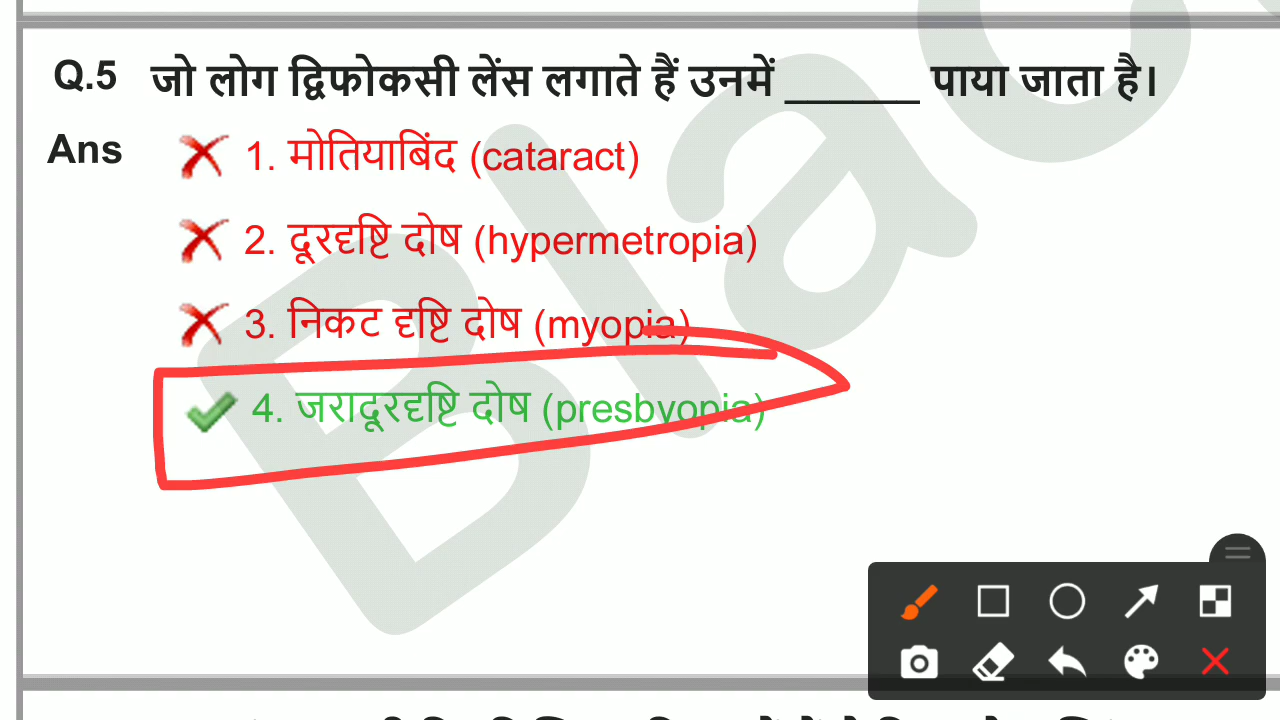 Q.5 जो लोग द्विफोकसी लेंस लगाते हैं उनमें ______ पाया जाता है।
Ans 1. मोतियाबिंद (cataract)
2. दूरदृष्टि दोष (hypermetropia)
3. निकट दृष्टि दोष (myopia)
4. जरादूरदृष्टि दोष (presbyopia)